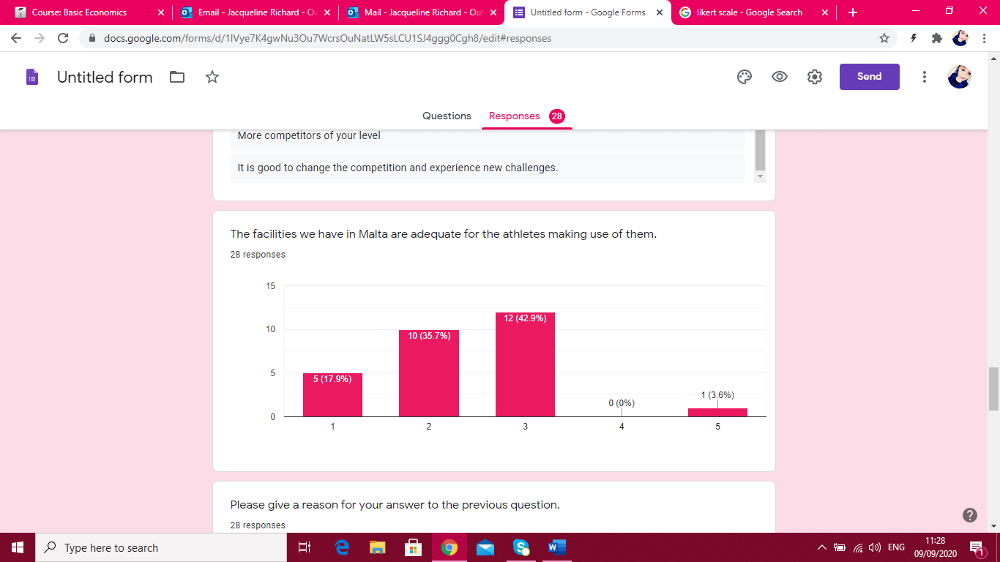 Course: Basic Economics
Email - Jacqueline Richard - Ou
Mail - Jacqueline Richard - Out
Untitled form - Google Forms
likert scale - Google Search
docs.google.com/forms/d/1IVye7K4gwNu3Ou7WcrsOuNatLW5sLCU1SJ4ggg0Cgh8/edit#responses
Untitled form
Send
Questions
Responses 28
More competitors of your level
It is good to change the competition and experience new challenges.
The facilities we have in Malta are adequate for the athletes making use of them.
28 responses
15
10
5
0
5 (17.9%)
10 (35.7%)
12 (42.9%)
0 (0%)
1 (3.6%)
1 2 3 4 5
Please give a reason for your answer to the previous question.
28 responses
Type here to search
ENG
11:28
09/09/2020
1